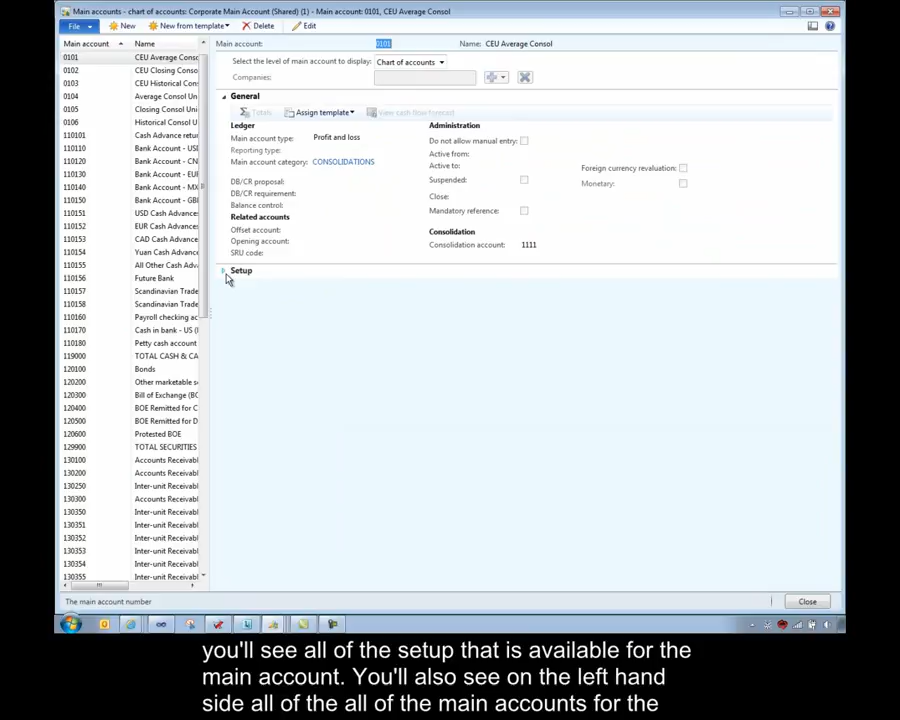 Main accounts - chart of accounts: Corporate Main Account (Shared) (1) - Main account: 0101, CEU Average Consol
File New New from template Delete Edit
Main account Name
0101 CEU Average Consc
0102 CEU Closing Conso
0103 CEU Historical Con
0104 Average Consol Un
0105 Closing Consol Uni
0106 Historical Consol U
110101 Cash Advance retur
110110 Bank Account - USD
110120 Bank Account - CN
110130 Bank Account - EUR
110140 Bank Account - MX
110150 Bank Account - GBI
110151 USD Cash Advance
110152 EUR Cash Advance
110153 CAD Cash Advance
110154 Yuan Cash Advance
110155 All Other Cash Adva
110156 Future Bank
110157 Scandinavian Trade
110158 Scandinavian Trade
110160 Payroll checking ac
110170 Cash in bank - US (I
110180 Petty cash account
119000 TOTAL CASH & CA
120100 Bonds
120200 Other marketable s
120300 Bill of Exchange (BO
120400 BOE Remitted for C
120500 BOE Remitted for D
120600 Protested BOE
129900 TOTAL SECURITIES
130100 Accounts Receivabl
130200 Accounts Receivabl
130250 Inter-unit Receivabl
130300 Accounts Receivabl
130350 Inter-unit Receivabl
130351 Inter-unit Receivabl
130352 Inter-unit Receivabl
130353 Inter-unit Receivabl
130354 Inter-unit Receivabl
130355 Inter-unit Receivabl
Main account: 0101 Name: CEU Average Consol
Select the level of main account to display: Chart of accounts
Companies:
General
Totals Assign template View cash flow forecast
Ledger
Main account type: Profit and loss
Reporting type:
Main account category: CONSOLIDATIONS
DB/CR proposal:
DB/CR requirement:
Balance control:
Related accounts
Offset account:
Opening account:
SRU code:
Administration
Do not allow manual entry:
Active from:
Active to:
Suspended:
Close:
Mandatory reference:
Consolidation
Consolidation account: 1111
Foreign currency revaluation:
Monetary:
Setup
The main account number
Close
you'll see all of the setup that is available for the
main account. You'll also see on the left hand
side all of the all of the main accounts for the